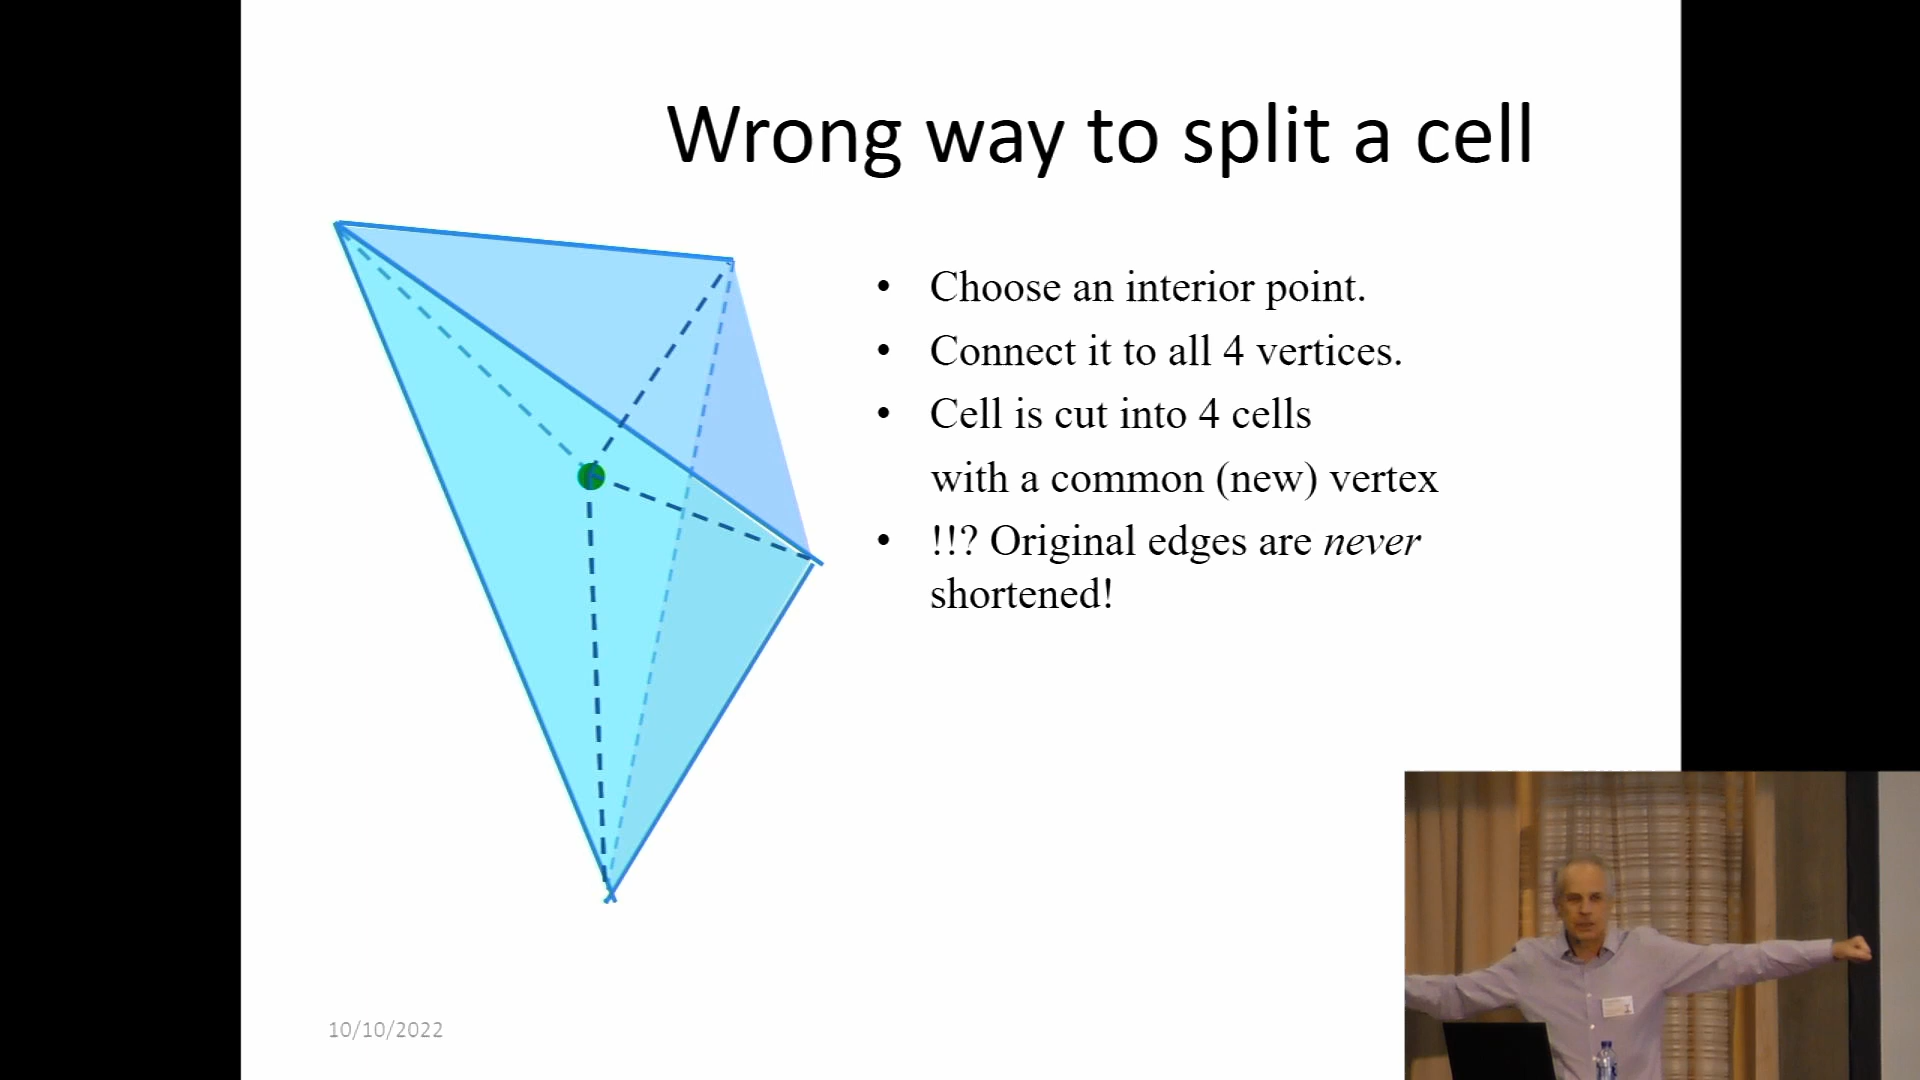 Wrong way to split a cell
• Choose an interior point.
• Connect it to all 4 vertices.
• Cell is cut into 4 cells
with a common (new) vertex
• !!? Original edges are never
shortened!
10/10/2022